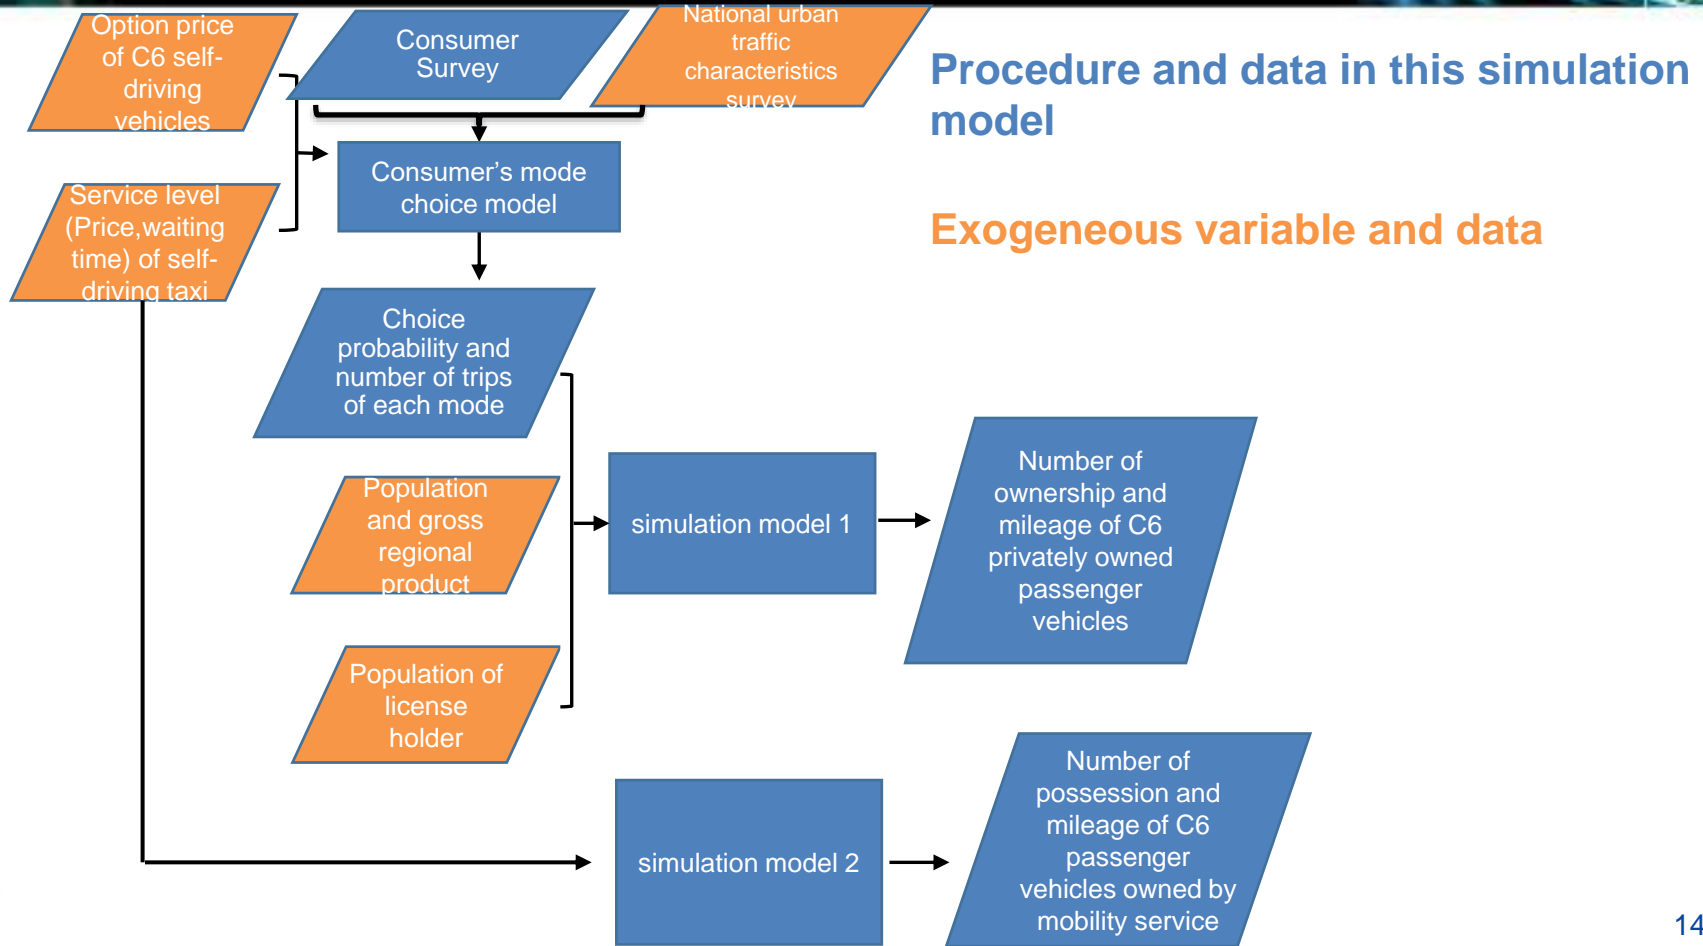 Option price
of C6 self-
driving
vehicles
Consumer
Survey
National urban
traffic
characteristics
survey
Procedure and data in this simulation
model
Exogeneous variable and data
Service level
(Price,waiting
time) of self-
driving taxi
Consumer’s mode
choice model
Choice
probability and
number of trips
of each mode
Population
and gross
regional
product
simulation model 1
Number of
ownership and
mileage of C6
privately owned
passenger
vehicles
Population of
license
holder
simulation model 2
Number of
possession and
mileage of C6
passenger
vehicles owned by
mobility service
14